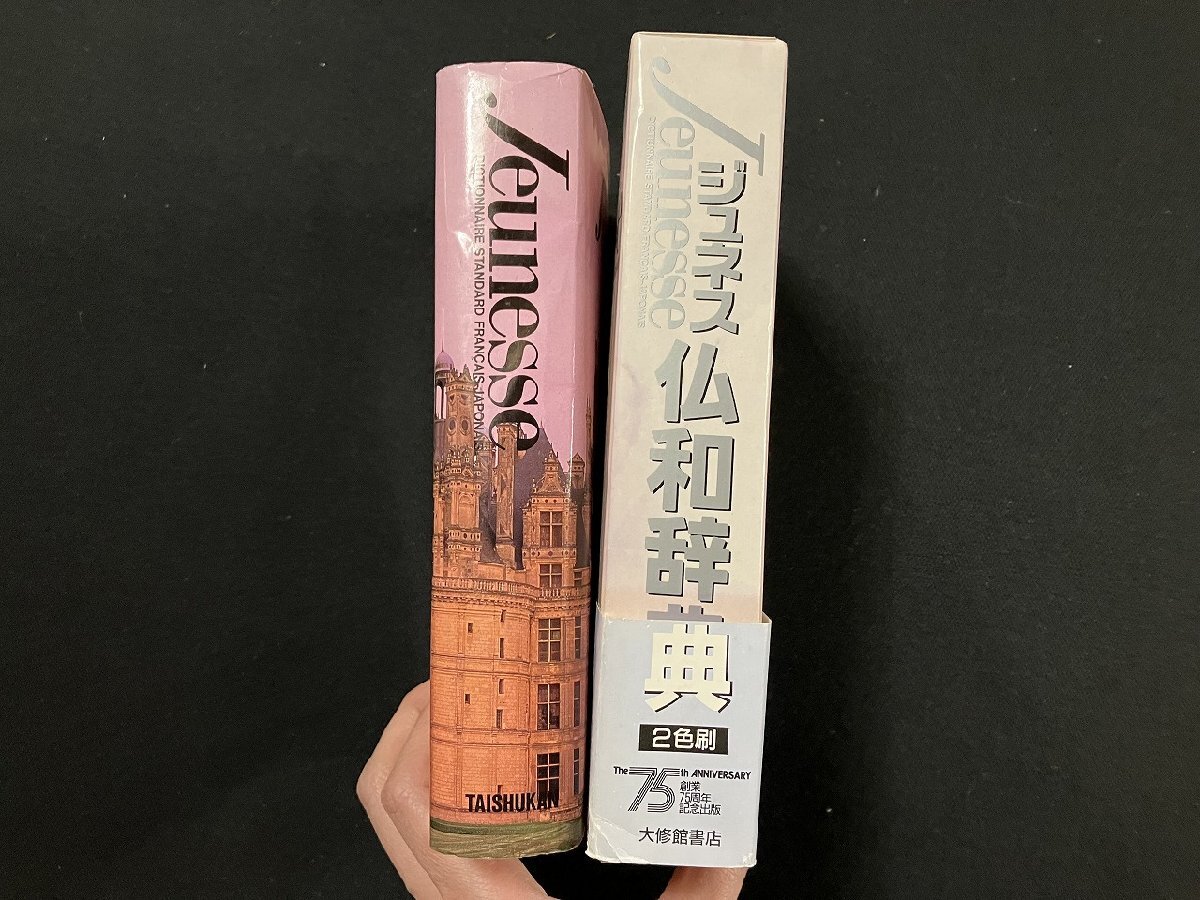 Jeunesse
DICTIONNAIRE STANDARD FRANÇAIS-JAPONAIS
TAISHUKAN
Jeunesse
DICTIONNAIRE STANDARD FRANÇAIS-JAPONAIS
ジュネス
仏和辞典
2色刷
The 75th ANNIVERSARY
創業
75周年
記念出版
大修館書店